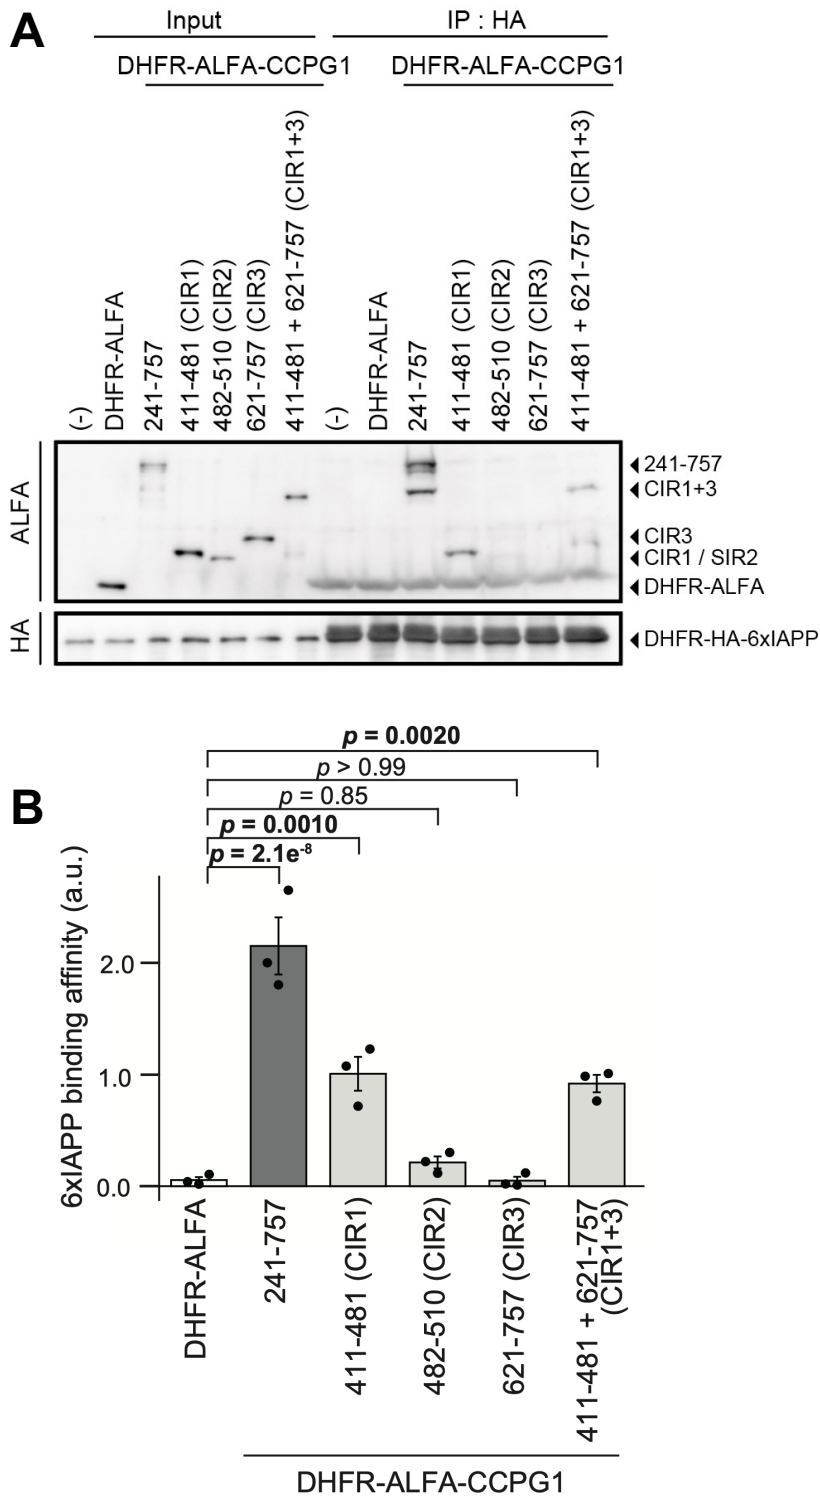 A
Input
IP : HA
DHFR-ALFA-CCPG1
DHFR-ALFA-CCPG1
(-)
DHFR-ALFA
241-757
411-481 (CIR1)
482-510 (CIR2)
621-757 (CIR3)
411-481 + 621-757 (CIR1+3)
(-)
DHFR-ALFA
241-757
411-481 (CIR1)
482-510 (CIR2)
621-757 (CIR3)
411-481 + 621-757 (CIR1+3)
ALFA
241-757
CIR1+3
CIR3
CIR1 / SIR2
DHFR-ALFA
HA
DHFR-HA-6xIAPP
B
p = 0.0020
p > 0.99
p = 0.85
p = 0.0010
p = 2.1e-8
6xIAPP binding affinity (a.u.)
2.0
1.0
0.0
DHFR-ALFA
241-757
411-481 (CIR1)
482-510 (CIR2)
621-757 (CIR3)
411-481 + 621-757
(CIR1+3)
DHFR-ALFA-CCPG1